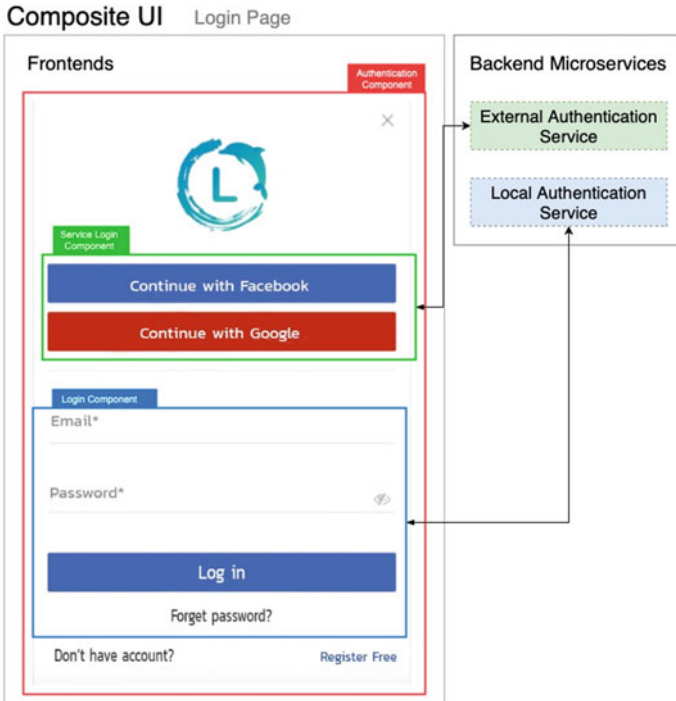 Composite UI Login Page
Frontends
Authentication
Component
L
Service Login
Component
Continue with Facebook
Continue with Google
Login Component
Email*
Password*
Log in
Forget password?
Don't have account? Register Free
Backend Microservices
External Authentication
Service
Local Authentication
Service